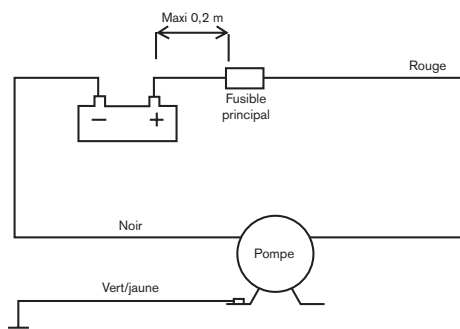 Maxi 0,2 m
Rouge
Fusible
principal
− +
Noir
Pompe
Vert/jaune